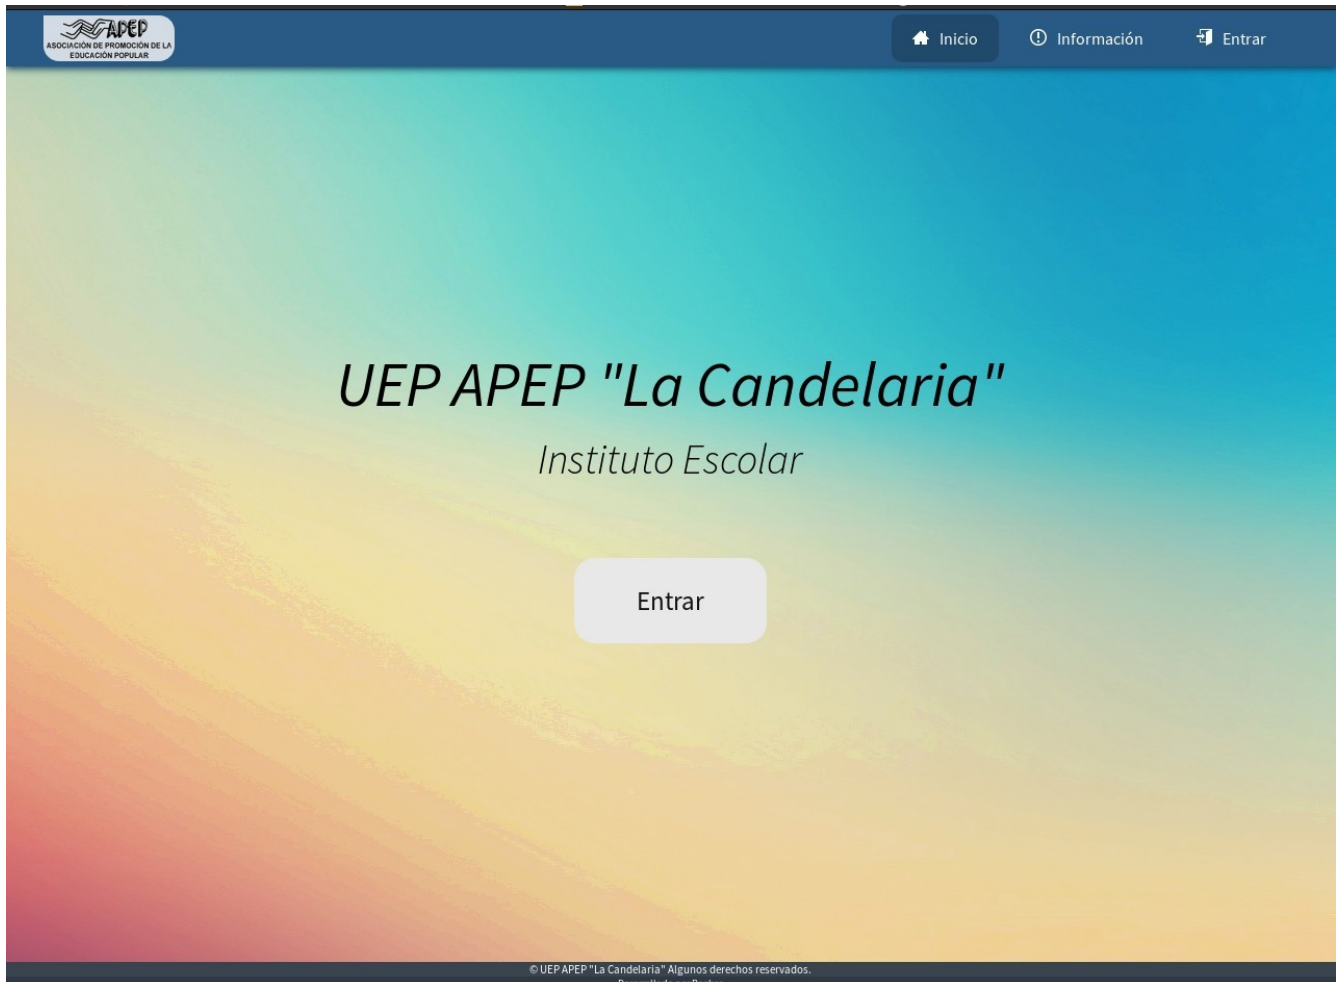 APEP
ASOCIACIÓN DE PROMOCIÓN DE LA
EDUCACIÓN POPULAR
Inicio
Información
Entrar
UEP APEP "La Candelaria"
Instituto Escolar
Entrar
© UEP APEP "La Candelaria" Algunos derechos reservados.